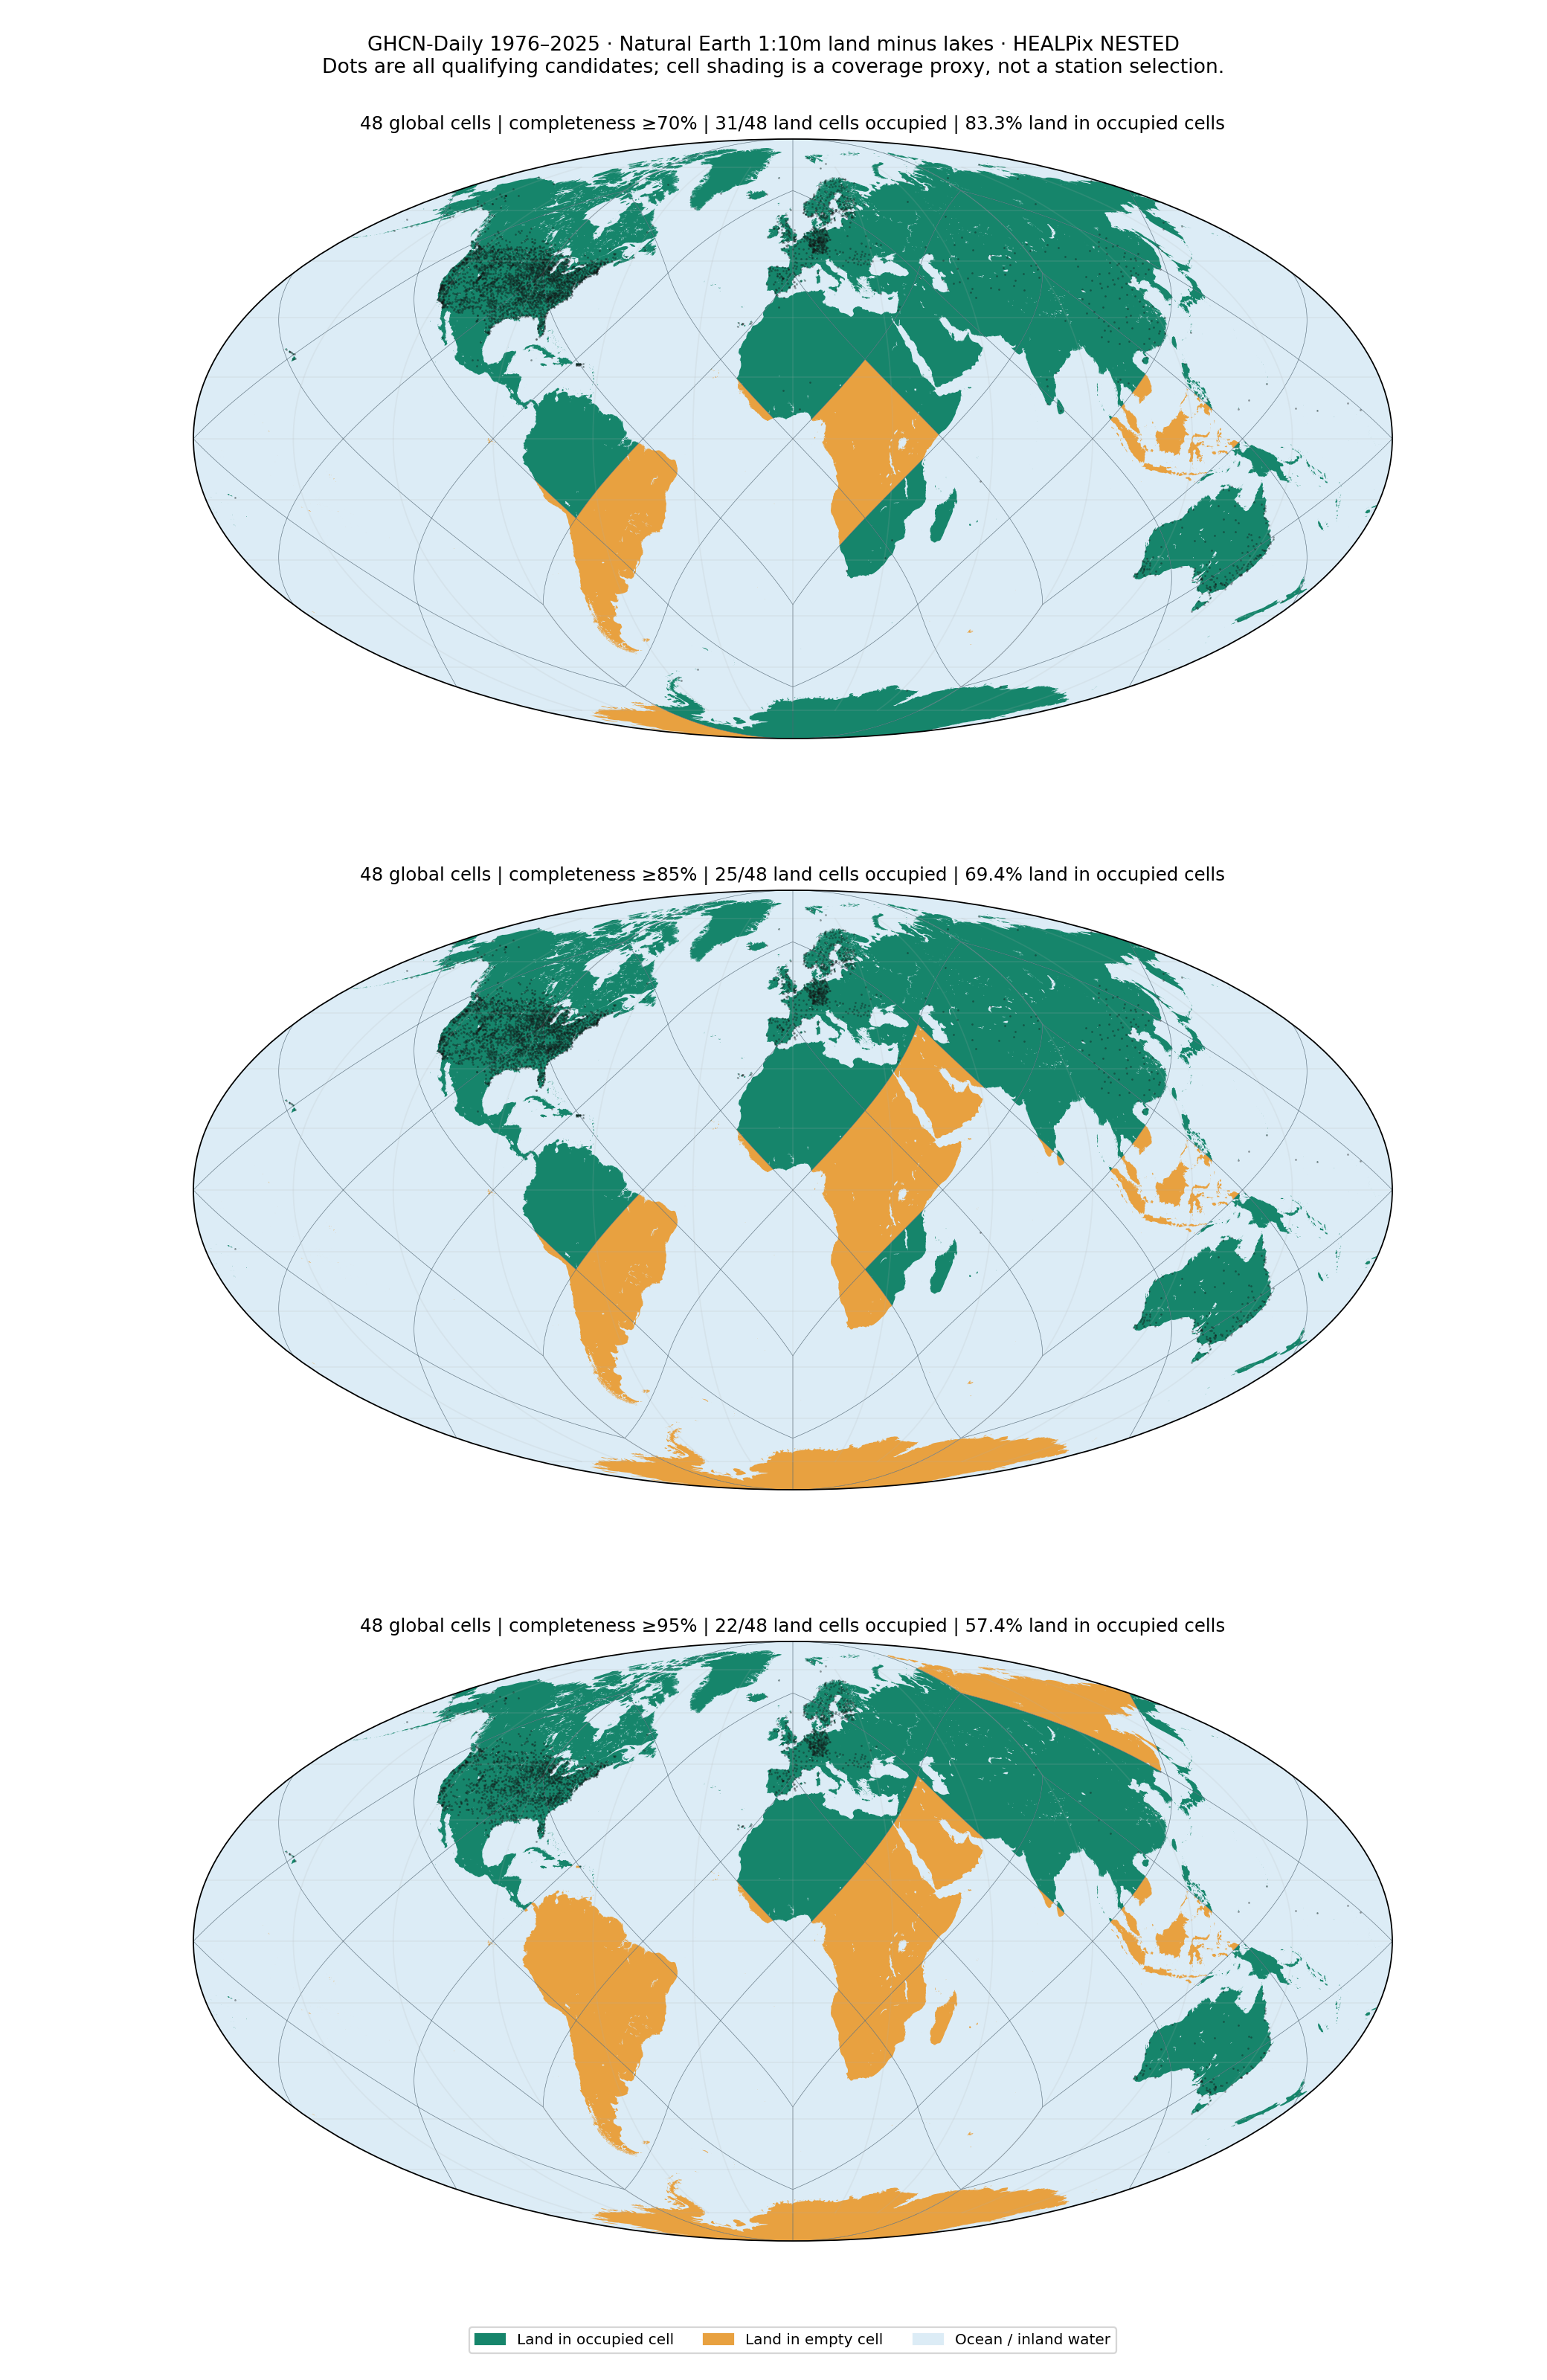 GHCN-Daily 1976–2025 · Natural Earth 1:10m land minus lakes · HEALPix NESTED
Dots are all qualifying candidates; cell shading is a coverage proxy, not a station selection.
48 global cells | completeness ≥70% | 31/48 land cells occupied | 83.3% land in occupied cells
48 global cells | completeness ≥85% | 25/48 land cells occupied | 69.4% land in occupied cells
48 global cells | completeness ≥95% | 22/48 land cells occupied | 57.4% land in occupied cells
Land in occupied cell Land in empty cell Ocean / inland water